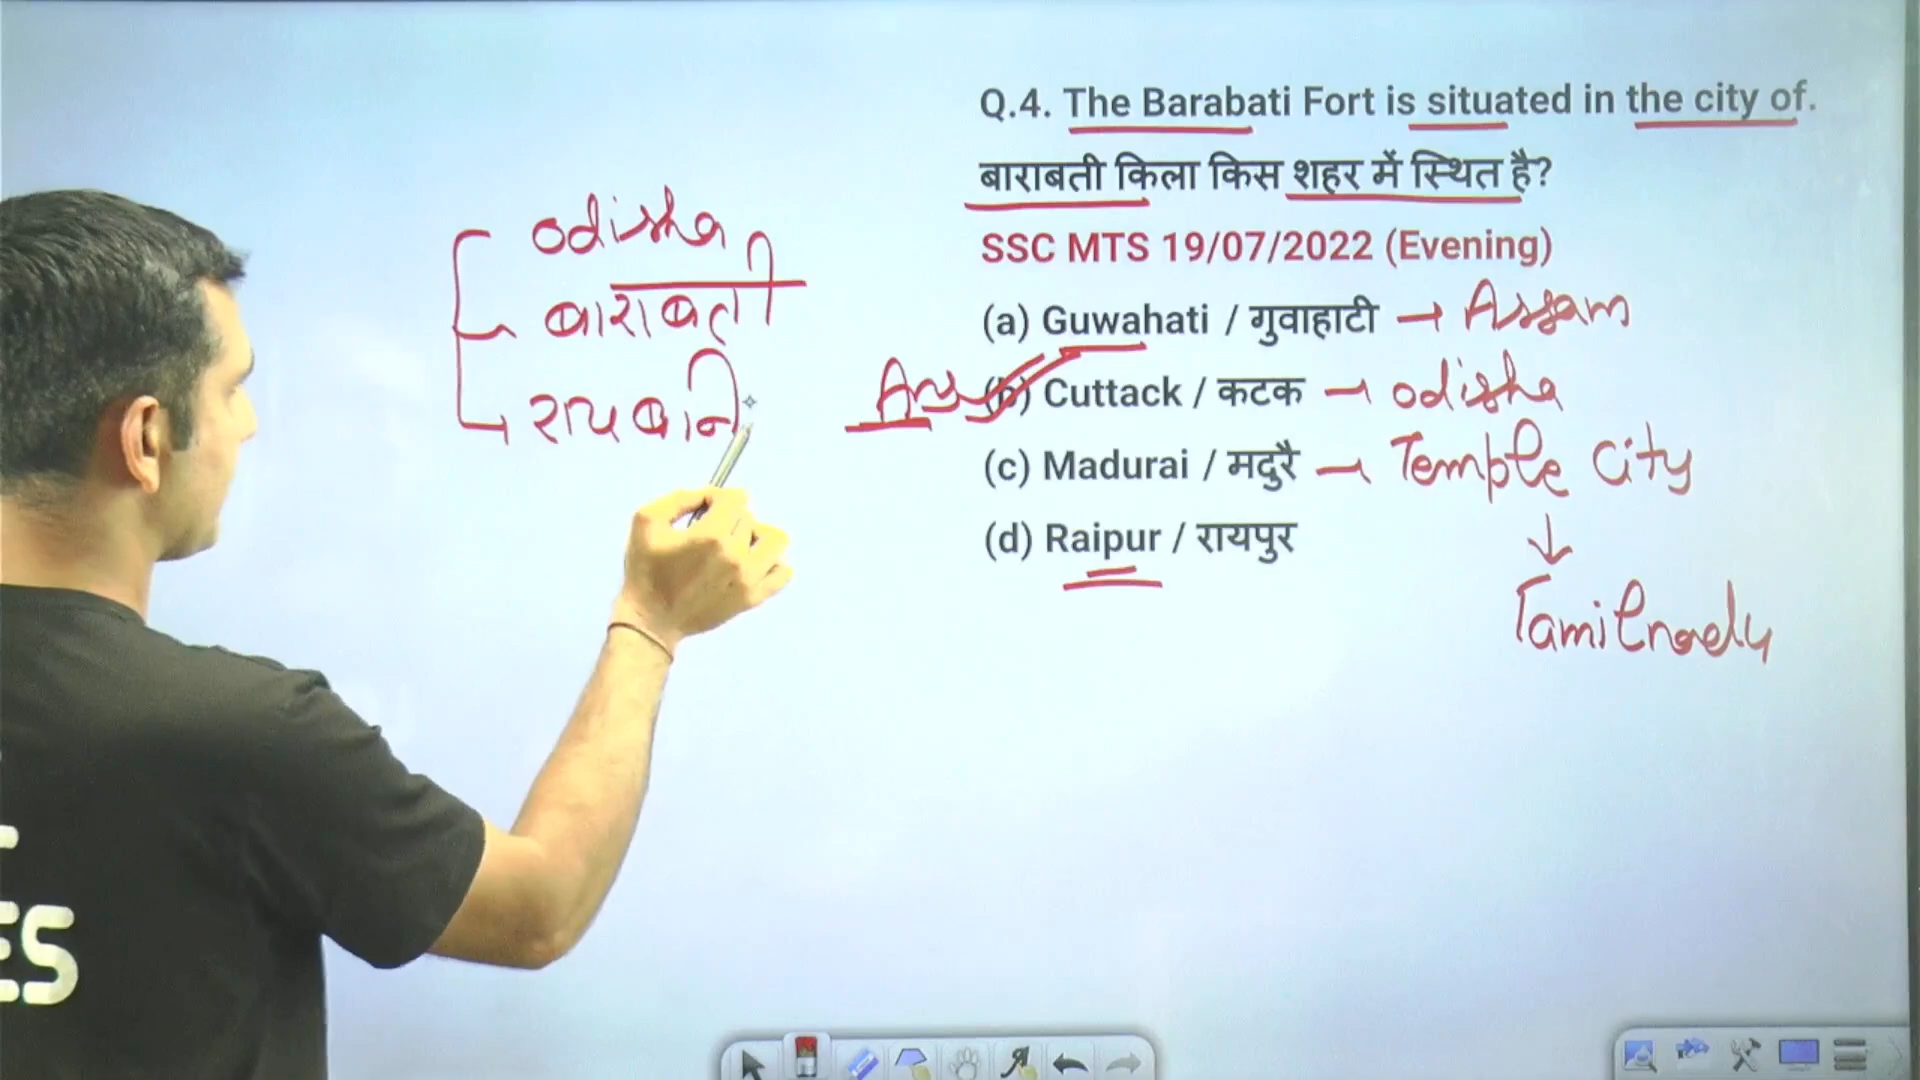 Q.4. The Barabati Fort is situated in the city of.
बाराबती किला किस शहर में स्थित है?
SSC MTS 19/07/2022 (Evening)
(a) Guwahati / गुवाहाटी → Assam
Ans (b) Cuttack / कटक → odisha
(c) Madurai / मदुरै → Temple City
↓
Tamilnadu
(d) Raipur / रायपुर
odisha
बाराबती
ES